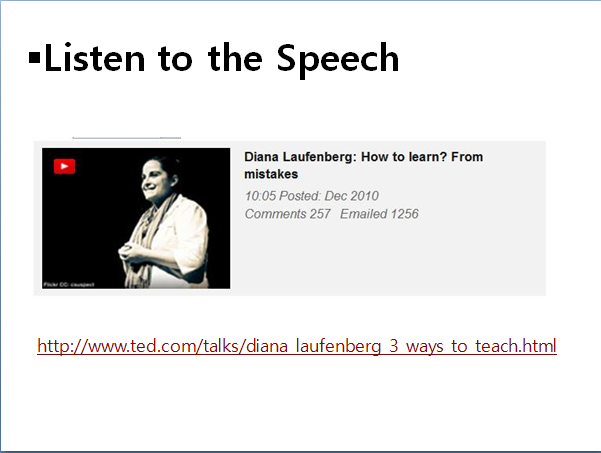 ▪Listen to the Speech
Diana Laufenberg: How to learn? From
mistakes
10:05 Posted: Dec 2010
Comments 257 Emailed 1256
Flickr CC: couspect
http://www.ted.com/talks/diana_laufenberg_3_ways_to_teach.html